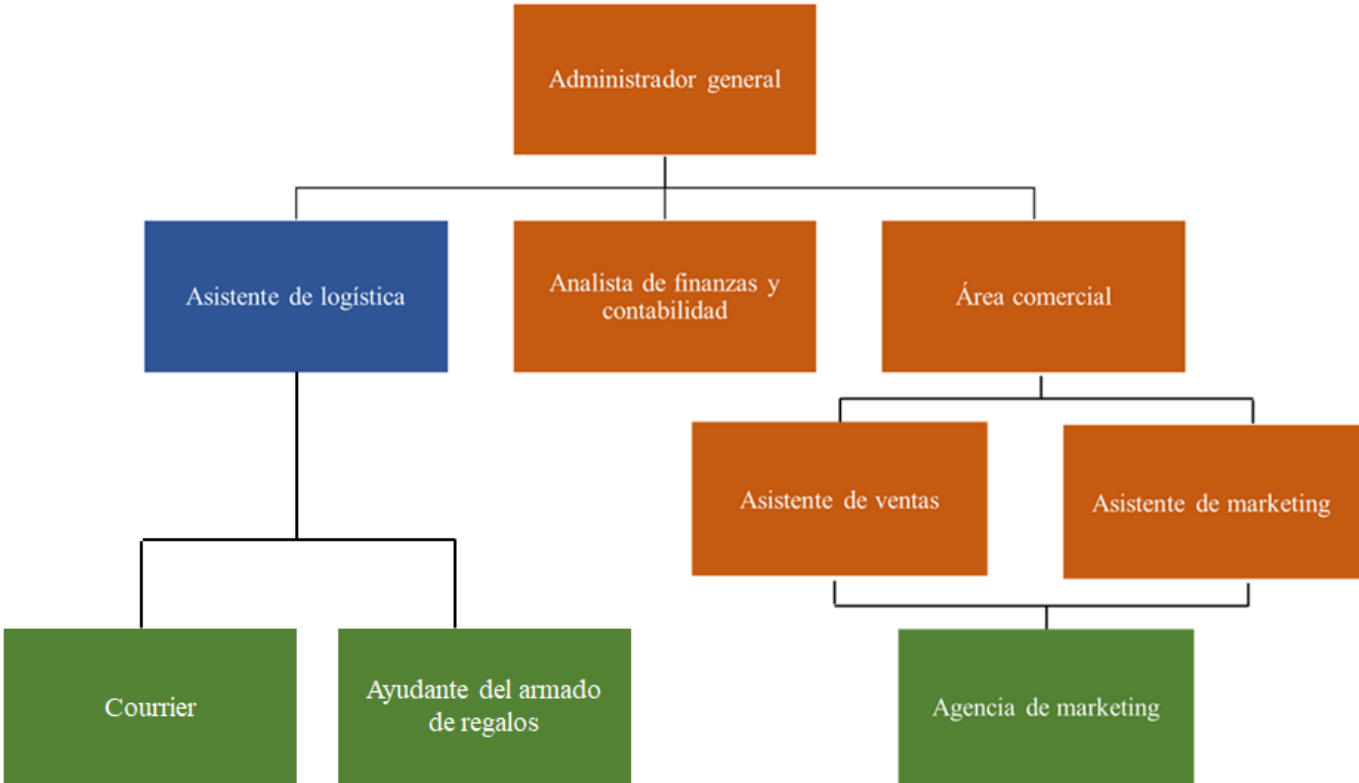 Administrador general
Asistente de logística
Analista de finanzas y
contabilidad
Área comercial
Asistente de ventas
Asistente de marketing
Courrier
Ayudante del armado
de regalos
Agencia de marketing